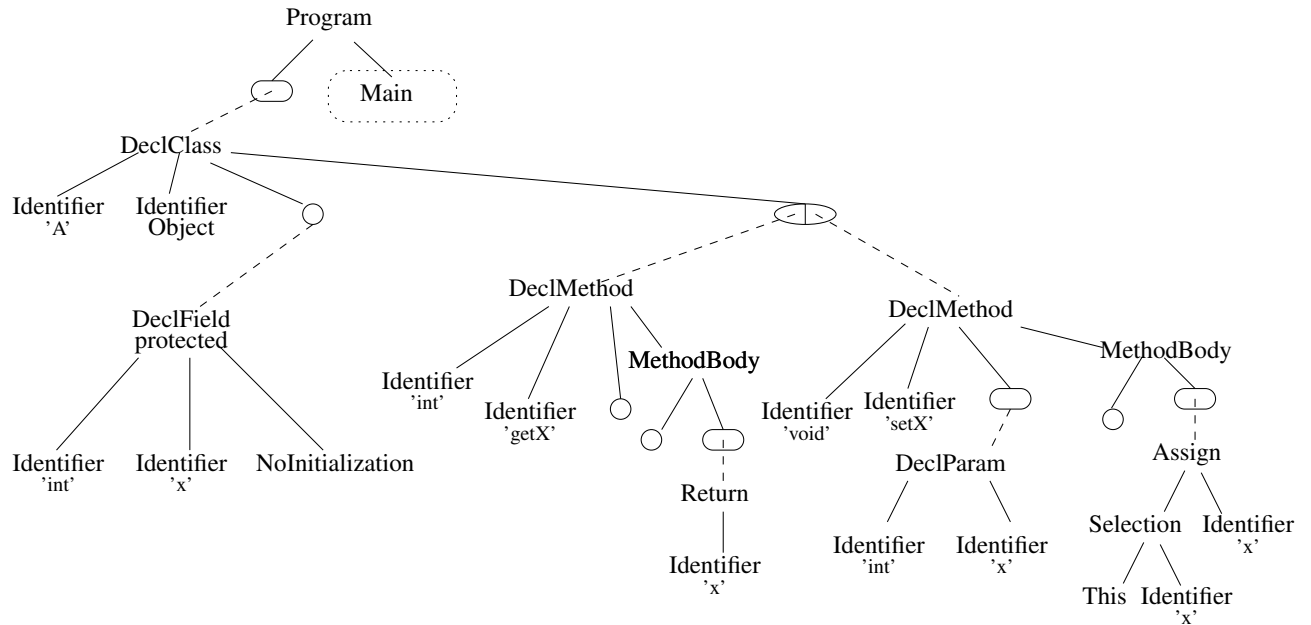 Program
Main
DeclClass
Identifier
'A'
Identifier
Object
DeclField
protected
Identifier
'int'
Identifier
'x'
NoInitialization
DeclMethod
Identifier
'int'
Identifier
'getX'
MethodBody
Return
Identifier
'x'
DeclMethod
Identifier
'void'
Identifier
'setX'
DeclParam
Identifier
'int'
Identifier
'x'
MethodBody
Assign
Selection
Identifier
'x'
This
Identifier
'x'